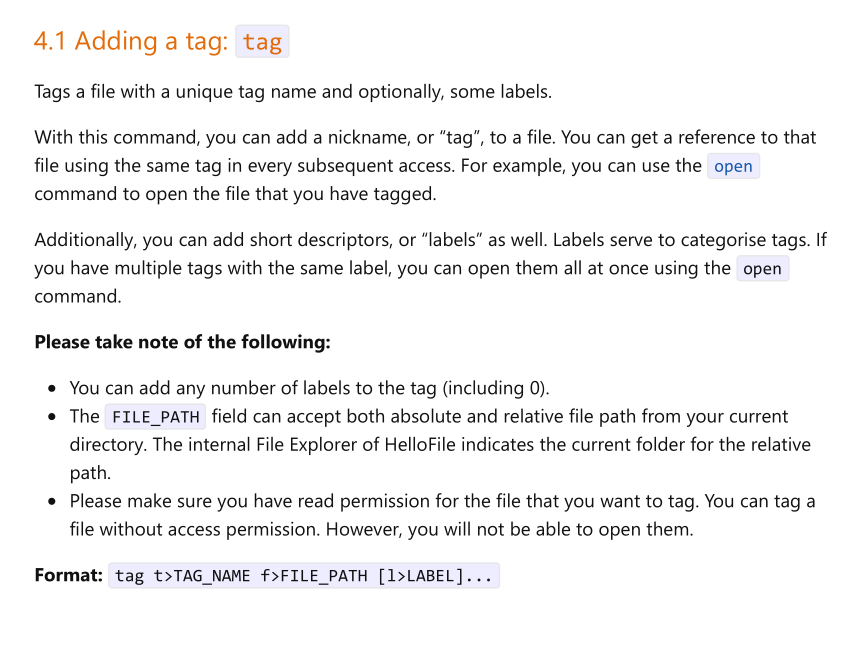 4.1 Adding a tag: tag
Tags a file with a unique tag name and optionally, some labels.
With this command, you can add a nickname, or “tag”, to a file. You can get a reference to that
file using the same tag in every subsequent access. For example, you can use the open
command to open the file that you have tagged.
Additionally, you can add short descriptors, or “labels” as well. Labels serve to categorise tags. If
you have multiple tags with the same label, you can open them all at once using the open
command.
Please take note of the following:
• You can add any number of labels to the tag (including 0).
• The FILE_PATH field can accept both absolute and relative file path from your current
directory. The internal File Explorer of HelloFile indicates the current folder for the relative
path.
• Please make sure you have read permission for the file that you want to tag. You can tag a
file without access permission. However, you will not be able to open them.
Format: tag t>TAG_NAME f>FILE_PATH [l>LABEL]...